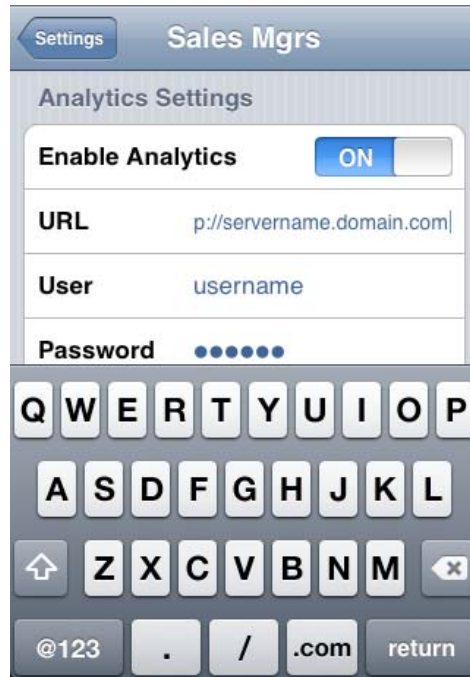 Settings Sales Mgrs
Analytics Settings
Enable Analytics ON
URL p://servername.domain.com
User username
Password ●●●●●●
Q W E R T Y U I O P
A S D F G H J K L
Z X C V B N M
@123 . / .com return